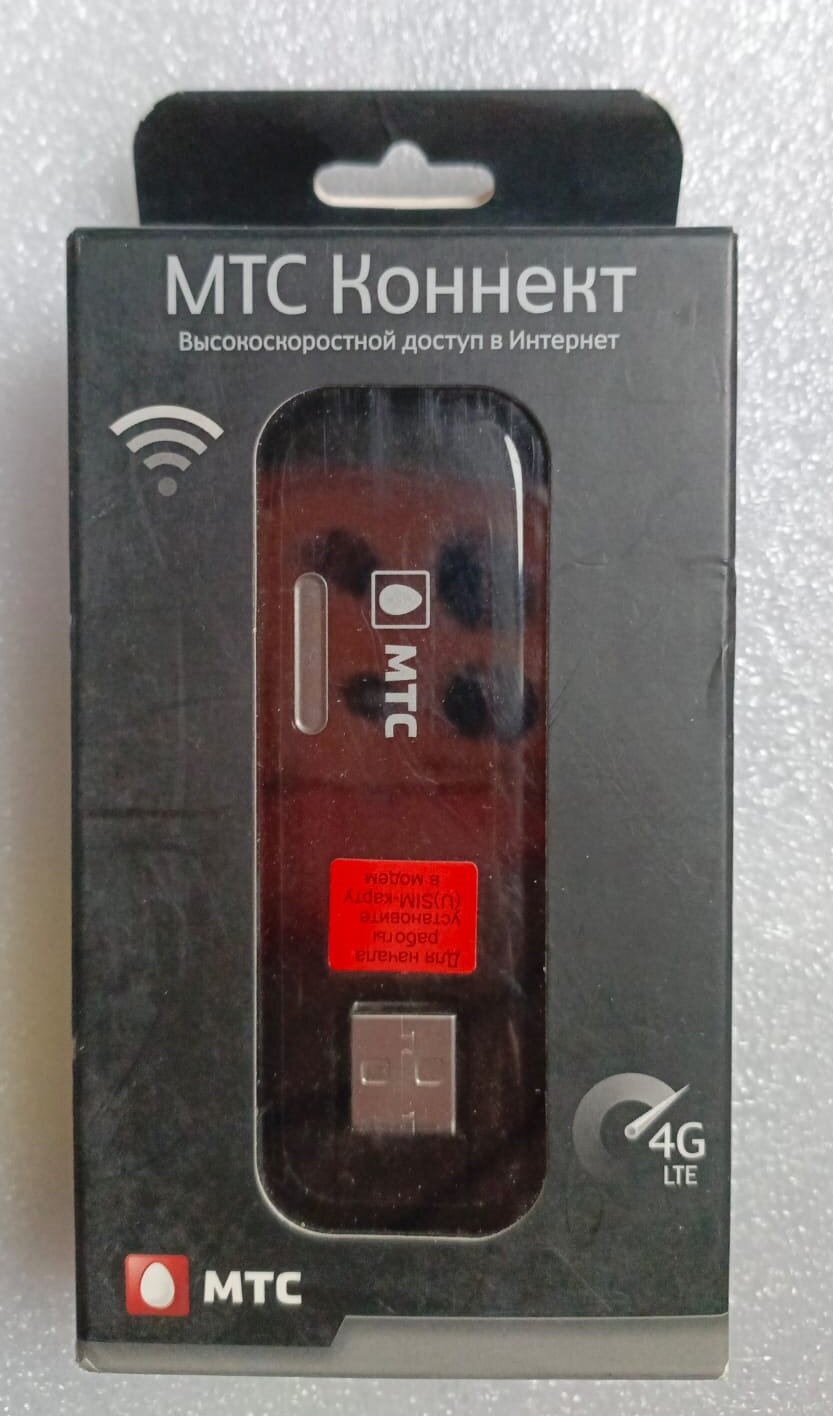 МТС Коннект
Высокоскоростной доступ в Интернет
МТС
Для начала
работы
установите
(U)SIM-карту
в модем
4G
LTE
МТС